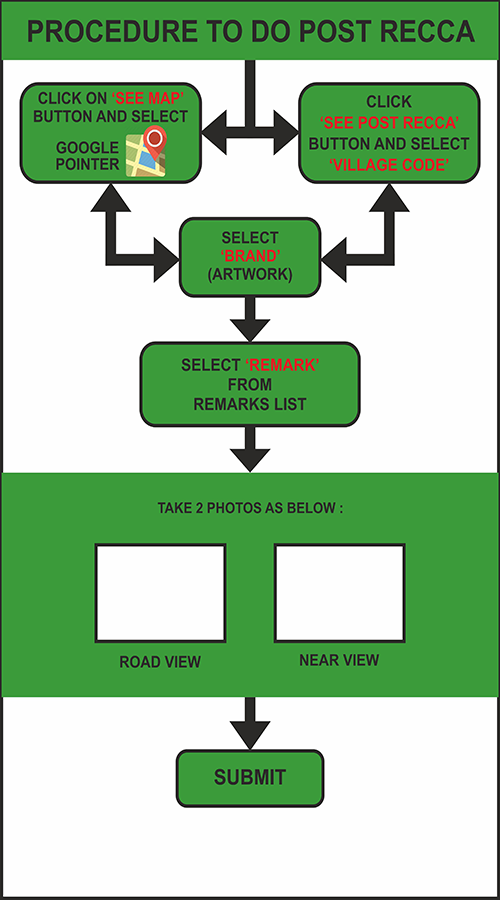 PROCEDURE TO DO POST RECCA
CLICK ON ‘SEE MAP’
BUTTON AND SELECT
GOOGLE
POINTER
CLICK
‘SEE POST RECCA’
BUTTON AND SELECT
‘VILLAGE CODE’
SELECT
‘BRAND’
(ARTWORK)
SELECT ‘REMARK’
FROM
REMARKS LIST
TAKE 2 PHOTOS AS BELOW :
ROAD VIEW
NEAR VIEW
SUBMIT